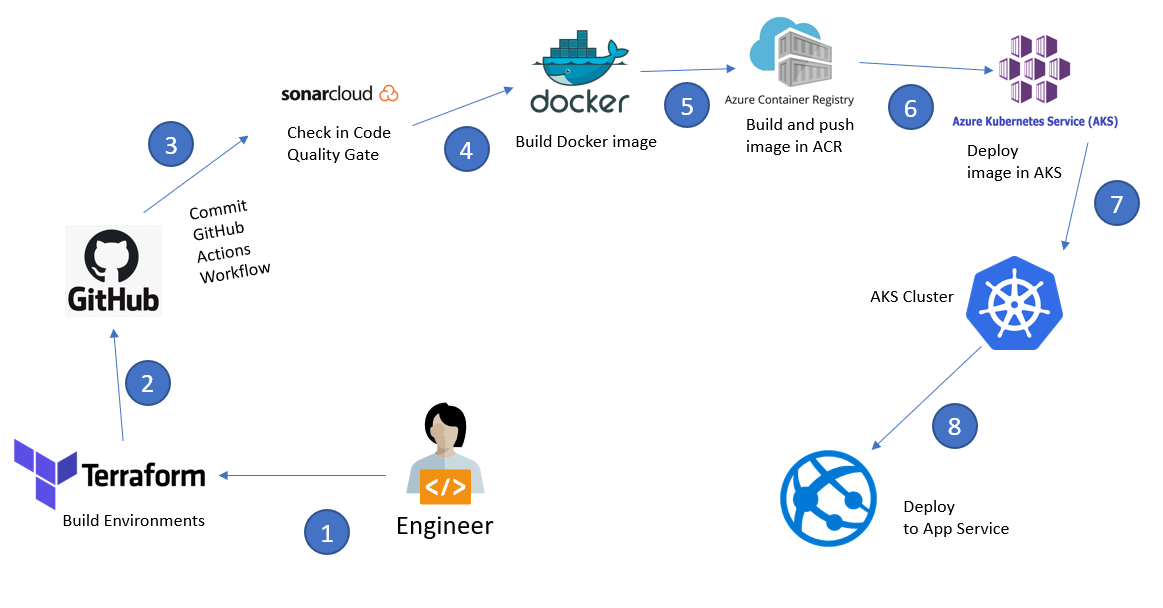 sonarcloud
Check in Code
Quality Gate
3
4
docker
Build Docker image
5
Azure Container Registry
Build and push
image in ACR
6
Azure Kubernetes Service (AKS)
Deploy
image in AKS
7
Commit
GitHub
Actions
Workflow
GitHub
AKS Cluster
2
8
Terraform
Build Environments
1
</>
Engineer
Deploy
to App Service